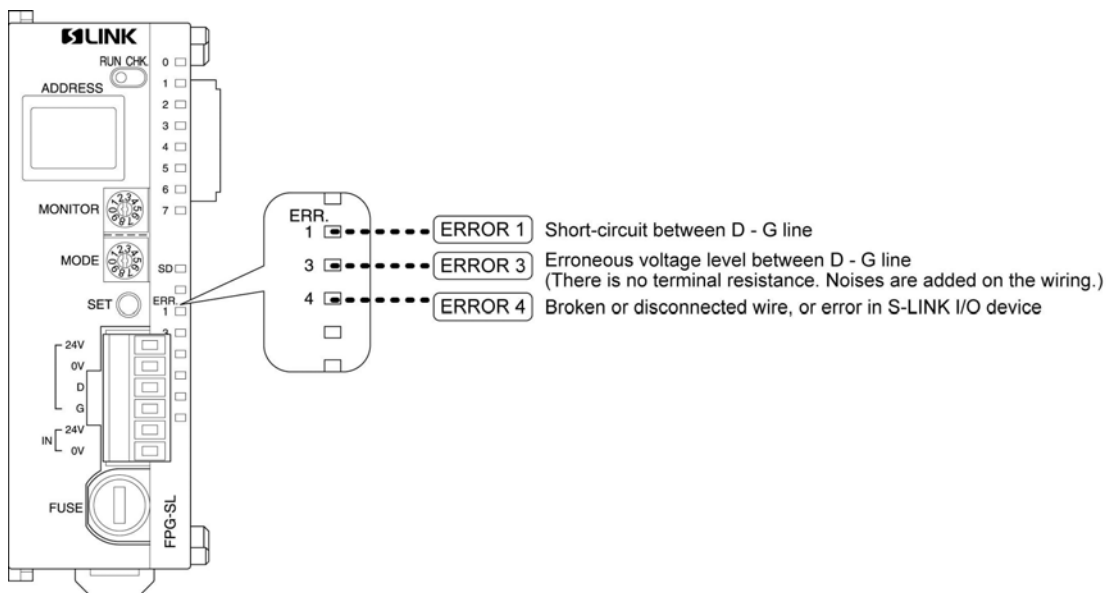 S LINK
RUN CHK.
ADDRESS
0
1
2
3
4
5
6
7
MONITOR
MODE
SD
SET
ERR.
1
24V
0V
D
G
IN
24V
0V
FUSE
FPG-SL
ERR.
1
ERROR 1 Short-circuit between D - G line
3
ERROR 3 Erroneous voltage level between D - G line
(There is no terminal resistance. Noises are added on the wiring.)
4
ERROR 4 Broken or disconnected wire, or error in S-LINK I/O device